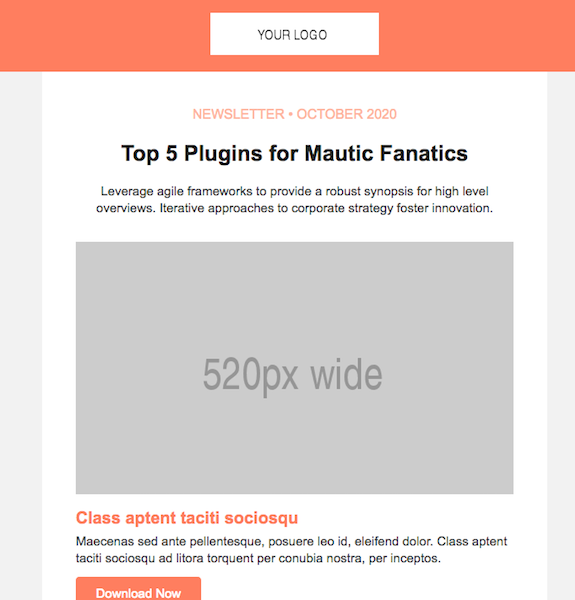 YOUR LOGO
NEWSLETTER • OCTOBER 2020
Top 5 Plugins for Mautic Fanatics
Leverage agile frameworks to provide a robust synopsis for high level
overviews. Iterative approaches to corporate strategy foster innovation.
520px wide
Class aptent taciti sociosqu
Maecenas sed ante pellentesque, posuere leo id, eleifend dolor. Class aptent
taciti sociosqu ad litora torquent per conubia nostra, per inceptos.
Download Now